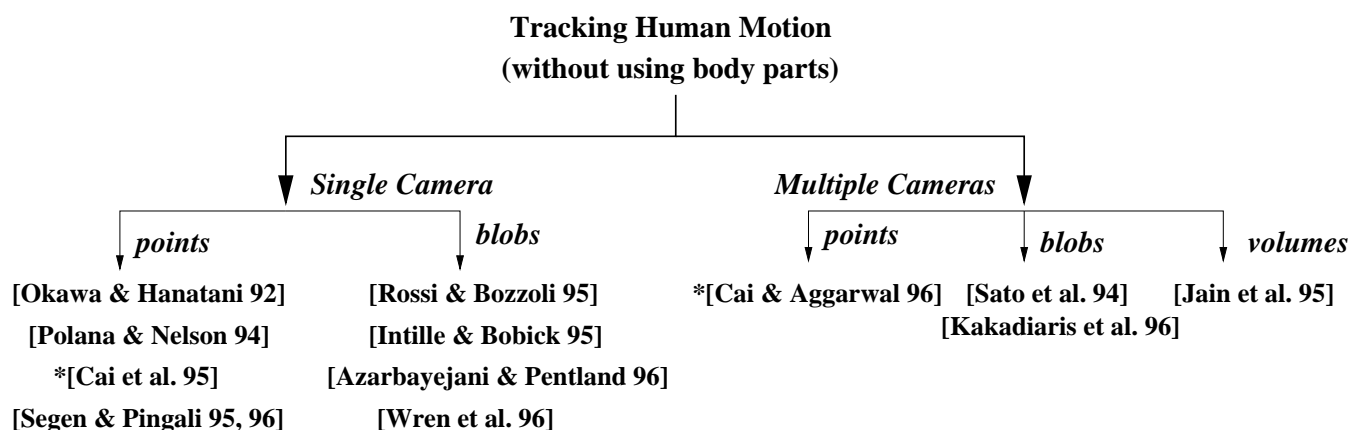 Tracking Human Motion
(without using body parts)
Single Camera
Multiple Cameras
points
blobs
points
blobs
volumes
[Okawa & Hanatani 92]
[Polana & Nelson 94]
*[Cai et al. 95]
[Segen & Pingali 95, 96]
[Rossi & Bozzoli 95]
[Intille & Bobick 95]
[Azarbayejani & Pentland 96]
[Wren et al. 96]
*[Cai & Aggarwal 96]
[Sato et al. 94]
[Kakadiaris et al. 96]
[Jain et al. 95]